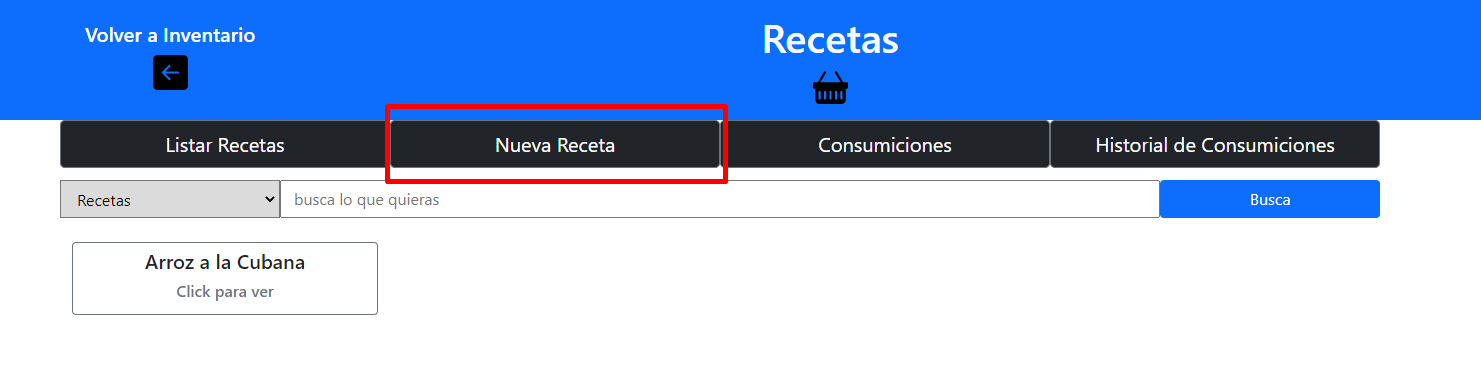 Volver a Inventario
Recetas
Listar Recetas
Nueva Receta
Consumiciones
Historial de Consumiciones
Recetas
busca lo que quieras
Busca
Arroz a la Cubana
Click para ver